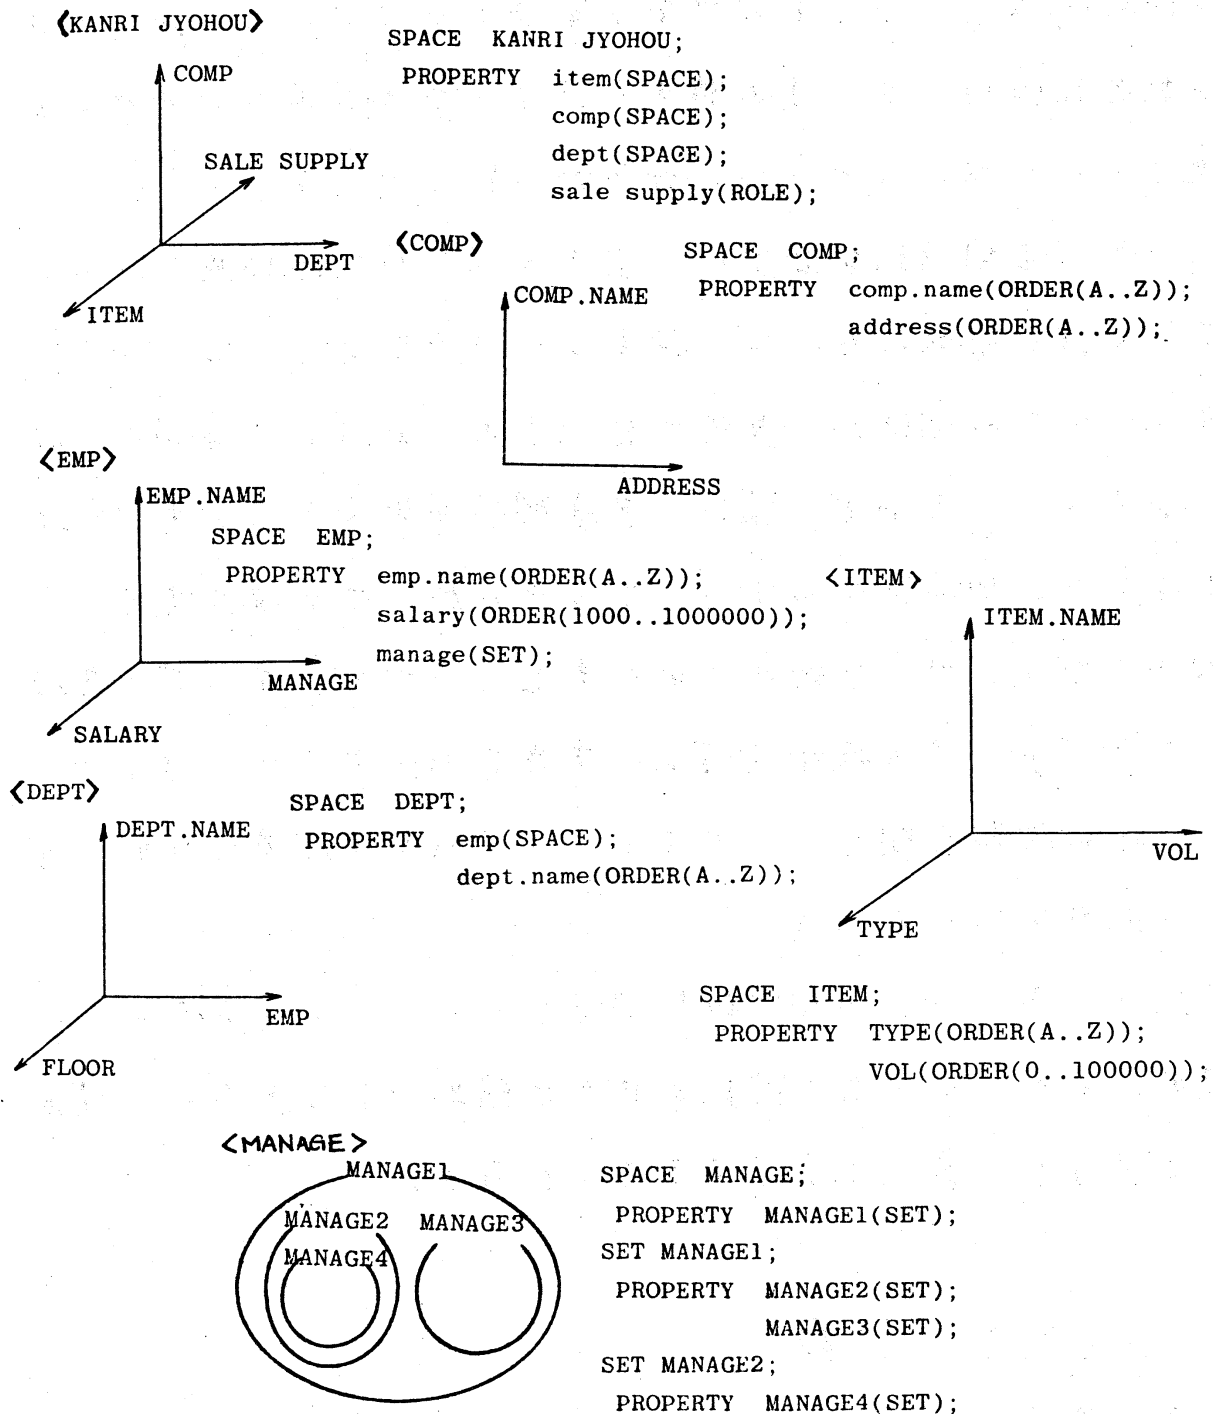 <KANRI JYOHOU>
COMP
SALE SUPPLY
DEPT
ITEM
SPACE KANRI JYOHOU;
PROPERTY item(SPACE);
comp(SPACE);
dept(SPACE);
sale supply(ROLE);
<COMP>
COMP.NAME
ADDRESS
SPACE COMP;
PROPERTY comp.name(ORDER(A..Z));
address(ORDER(A..Z));
<EMP>
EMP.NAME
MANAGE
SALARY
SPACE EMP;
PROPERTY emp.name(ORDER(A..Z));
salary(ORDER(1000..1000000));
manage(SET);
<ITEM>
ITEM.NAME
VOL
TYPE
SPACE ITEM;
PROPERTY TYPE(ORDER(A..Z));
VOL(ORDER(0..100000));
<DEPT>
DEPT.NAME
EMP
FLOOR
SPACE DEPT;
PROPERTY emp(SPACE);
dept.name(ORDER(A..Z));
<MANAGE>
MANAGE1
MANAGE2 MANAGE3
MANAGE4
SPACE MANAGE;
PROPERTY MANAGE1(SET);
SET MANAGE1;
PROPERTY MANAGE2(SET);
MANAGE3(SET);
SET MANAGE2;
PROPERTY MANAGE4(SET);